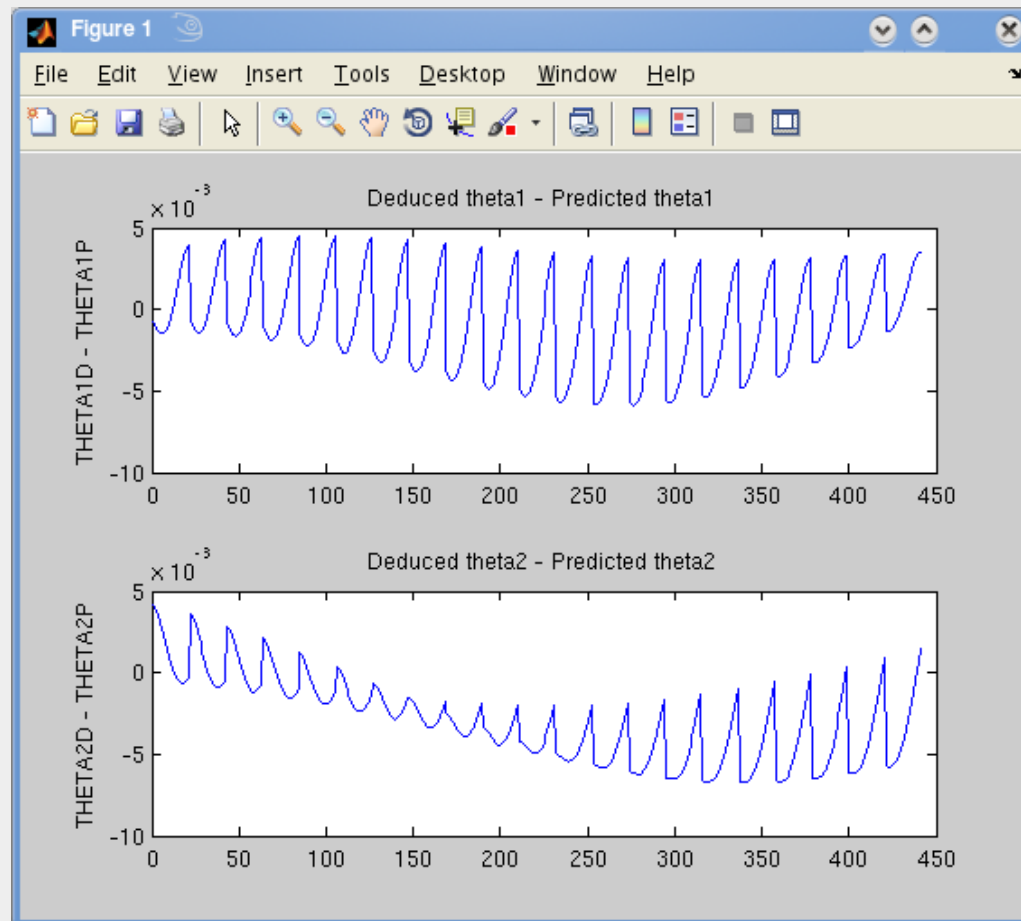 Figure 1
File Edit View Insert Tools Desktop Window Help
× 10^-3
Deduced theta1 - Predicted theta1
THETA1D - THETA1P
5
0
-5
-10
0 50 100 150 200 250 300 350 400 450
× 10^-3
Deduced theta2 - Predicted theta2
THETA2D - THETA2P
5
0
-5
-10
0 50 100 150 200 250 300 350 400 450